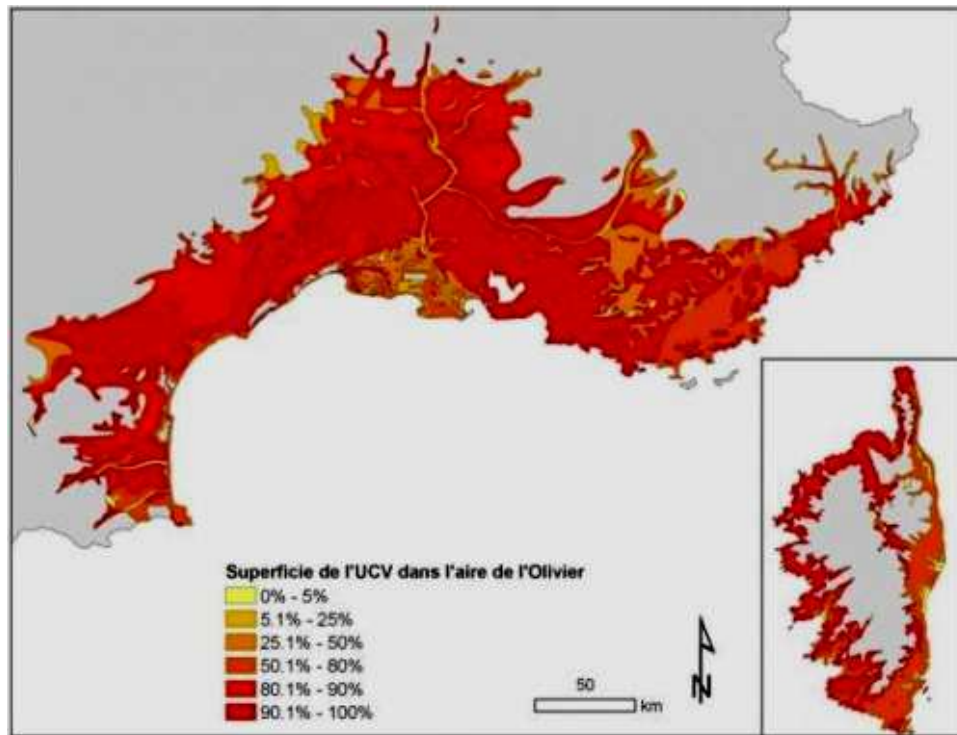 Superficie de l'UCV dans l'aire de l'Olivier
0% - 5%
5.1% - 25%
25.1% - 50%
50.1% - 80%
80.1% - 90%
90.1% - 100%
50
km
N